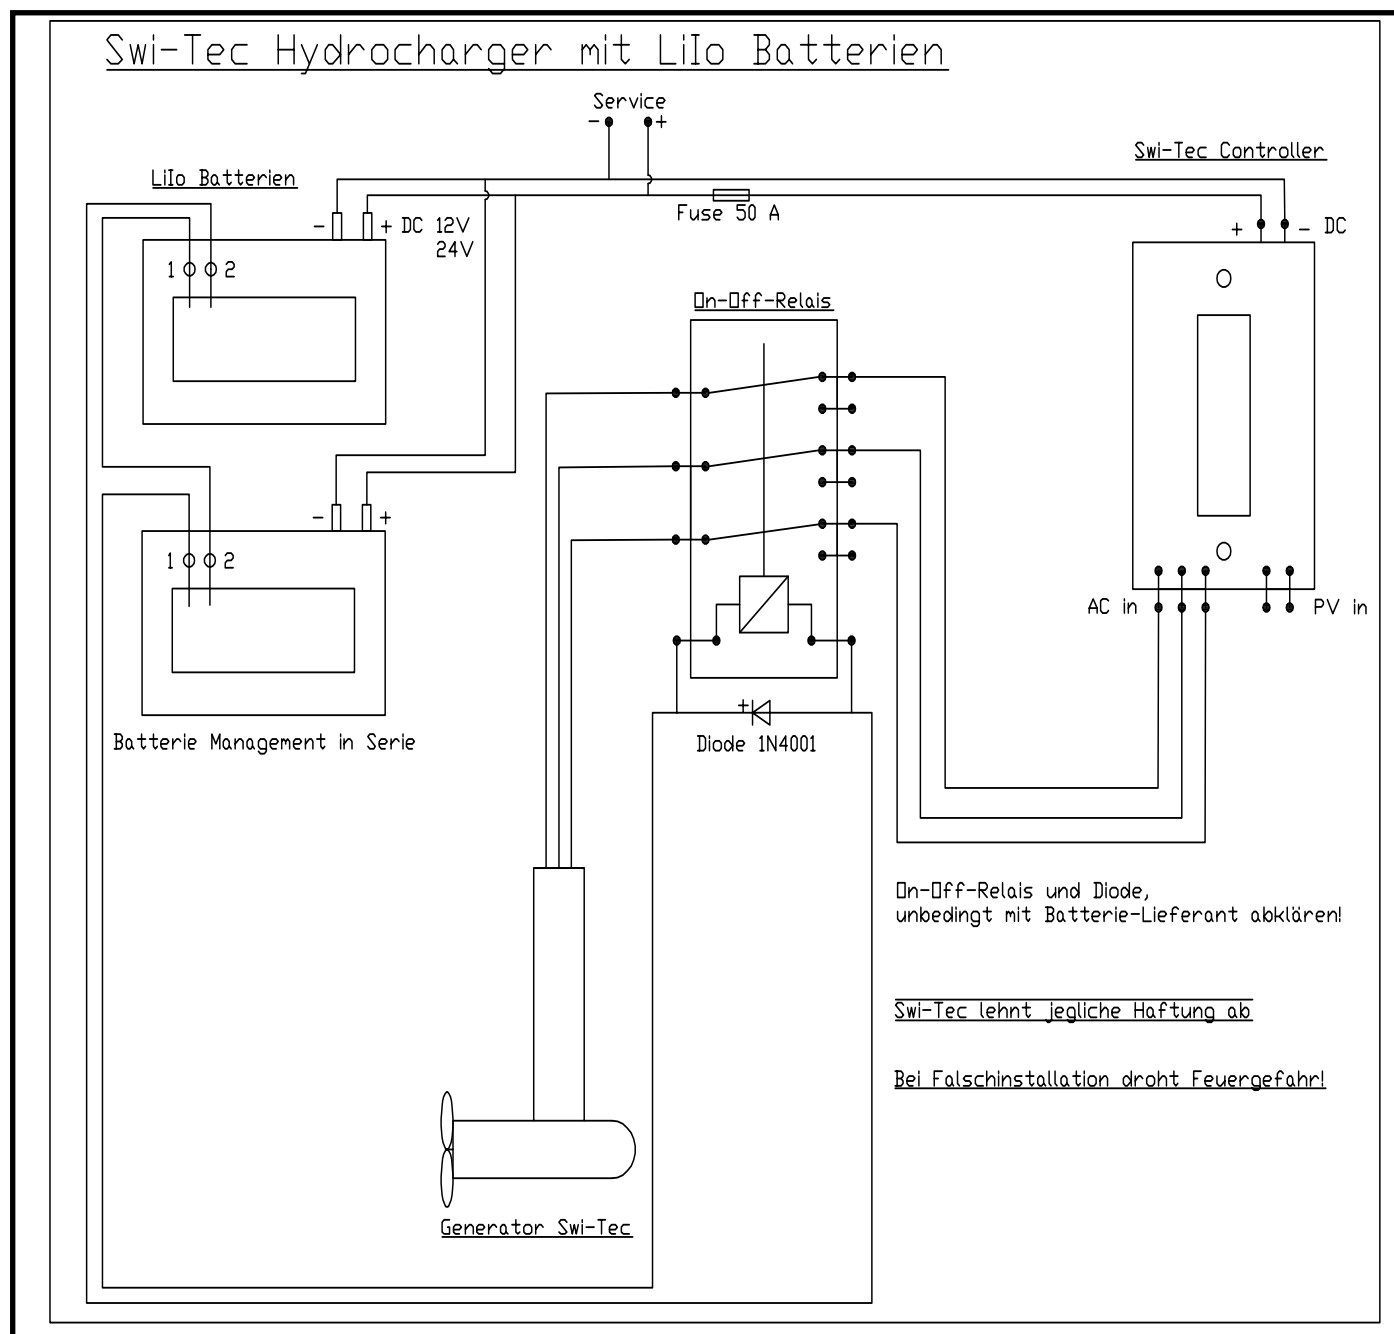 Swi-Tec Hydrocharger mit LiIo Batterien
Service
- +
Swi-Tec Controller
LiIo Batterien
- + DC 12V
24V
Fuse 50 A
+ - DC
1 2
On-Off-Relais
- +
1 2
AC in
PV in
+
Diode 1N4001
Batterie Management in Serie
On-Off-Relais und Diode,
unbedingt mit Batterie-Lieferant abklären!
Swi-Tec lehnt jegliche Haftung ab
Bei Falschinstallation droht Feuergefahr!
Generator Swi-Tec